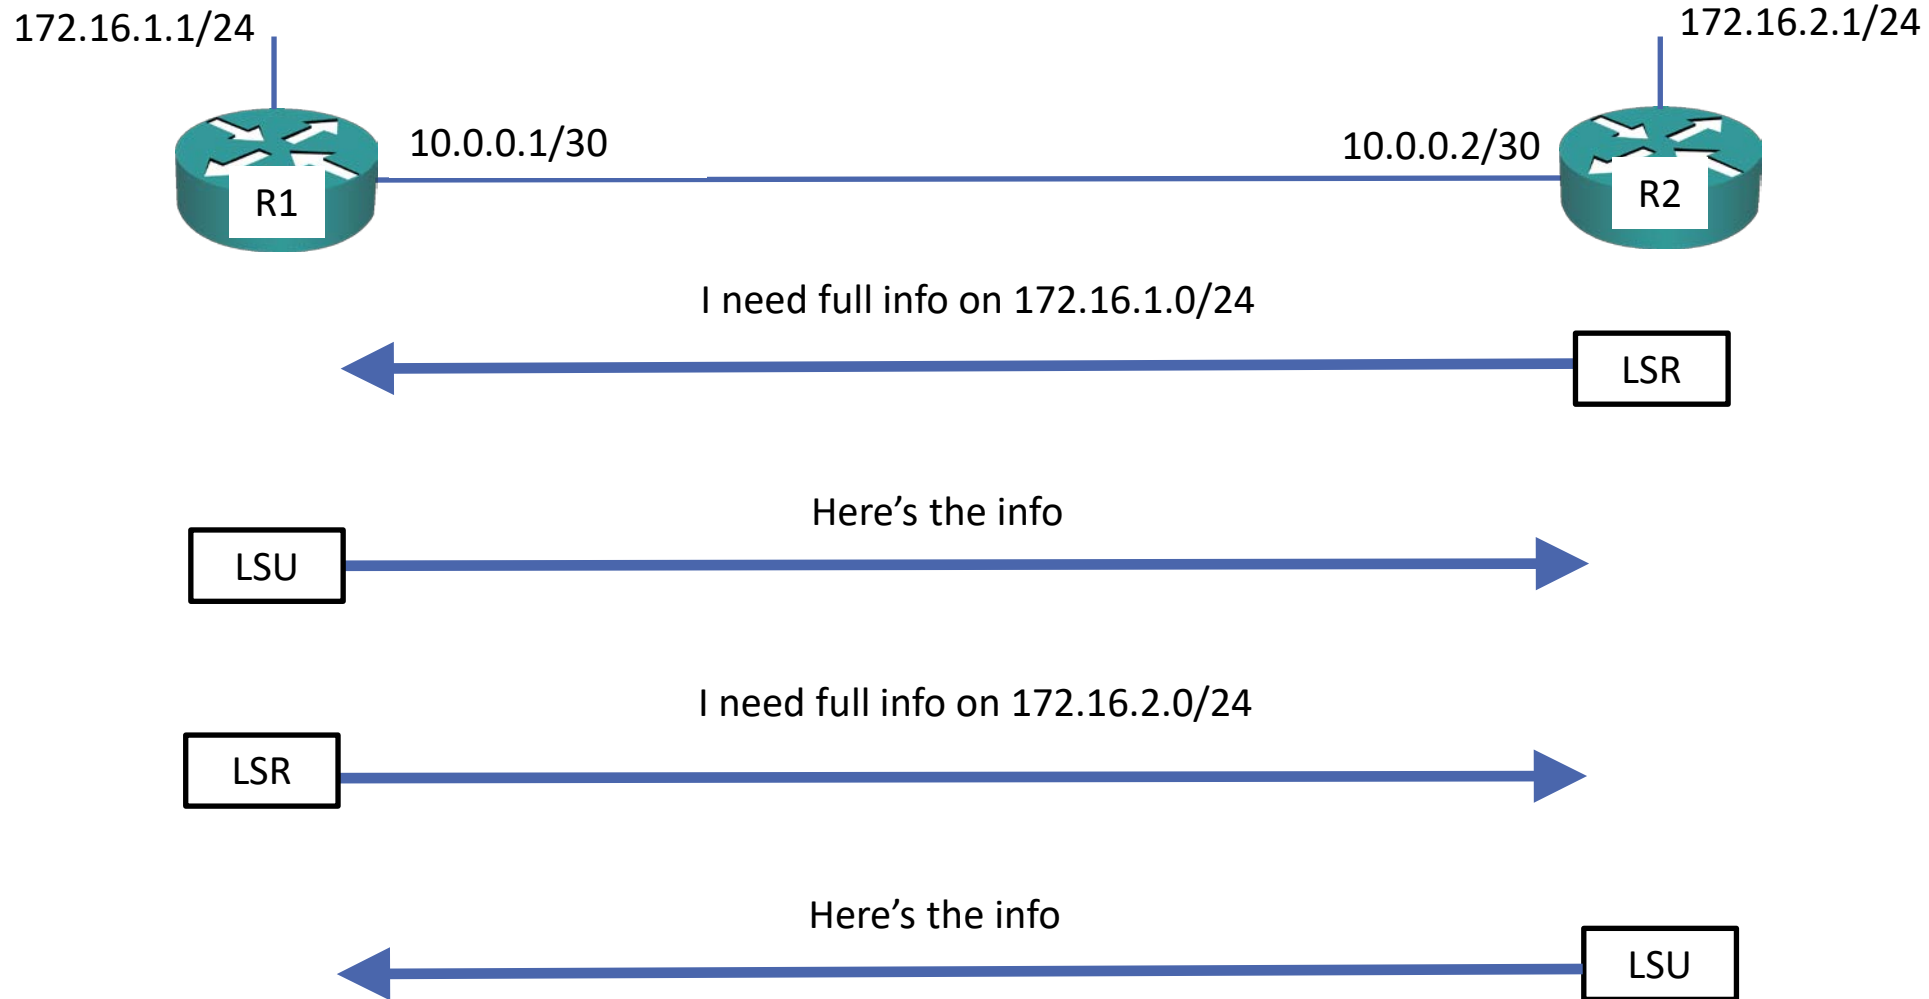 172.16.1.1/24
172.16.2.1/24
10.0.0.1/30
10.0.0.2/30
R1
R2
I need full info on 172.16.1.0/24
LSR
Here’s the info
LSU
I need full info on 172.16.2.0/24
LSR
Here’s the info
LSU